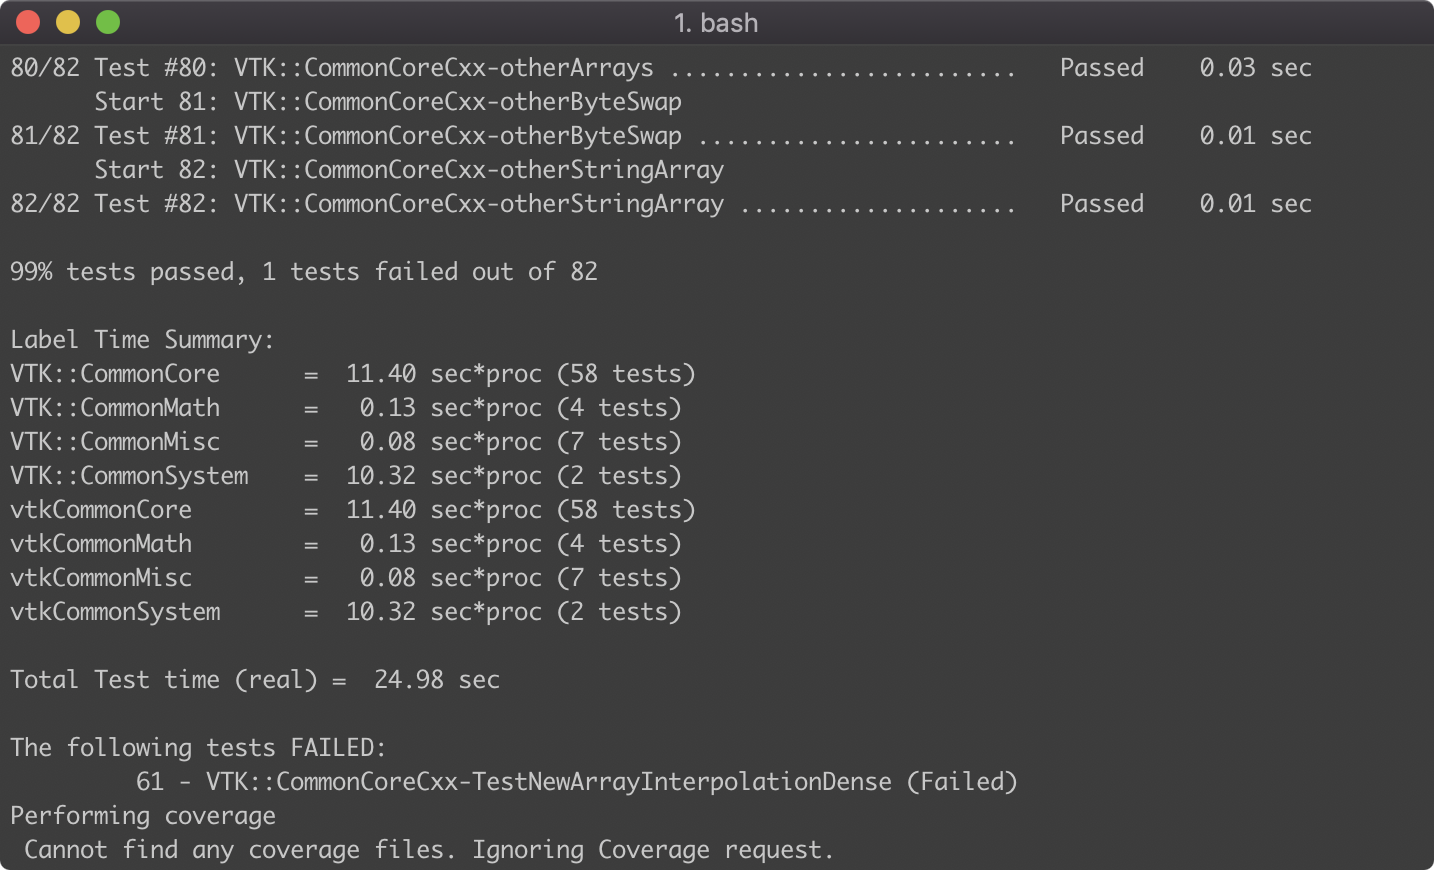 1. bash
80/82 Test #80: VTK::CommonCoreCxx-otherArrays .........................   Passed    0.03 sec
      Start 81: VTK::CommonCoreCxx-otherByteSwap
81/82 Test #81: VTK::CommonCoreCxx-otherByteSwap .......................   Passed    0.01 sec
      Start 82: VTK::CommonCoreCxx-otherStringArray
82/82 Test #82: VTK::CommonCoreCxx-otherStringArray ....................   Passed    0.01 sec

99% tests passed, 1 tests failed out of 82

Label Time Summary:
VTK::CommonCore      =  11.40 sec*proc (58 tests)
VTK::CommonMath      =   0.13 sec*proc (4 tests)
VTK::CommonMisc      =   0.08 sec*proc (7 tests)
VTK::CommonSystem    =  10.32 sec*proc (2 tests)
vtkCommonCore        =  11.40 sec*proc (58 tests)
vtkCommonMath        =   0.13 sec*proc (4 tests)
vtkCommonMisc        =   0.08 sec*proc (7 tests)
vtkCommonSystem      =  10.32 sec*proc (2 tests)

Total Test time (real) =  24.98 sec

The following tests FAILED:
         61 - VTK::CommonCoreCxx-TestNewArrayInterpolationDense (Failed)
Performing coverage
 Cannot find any coverage files. Ignoring Coverage request.